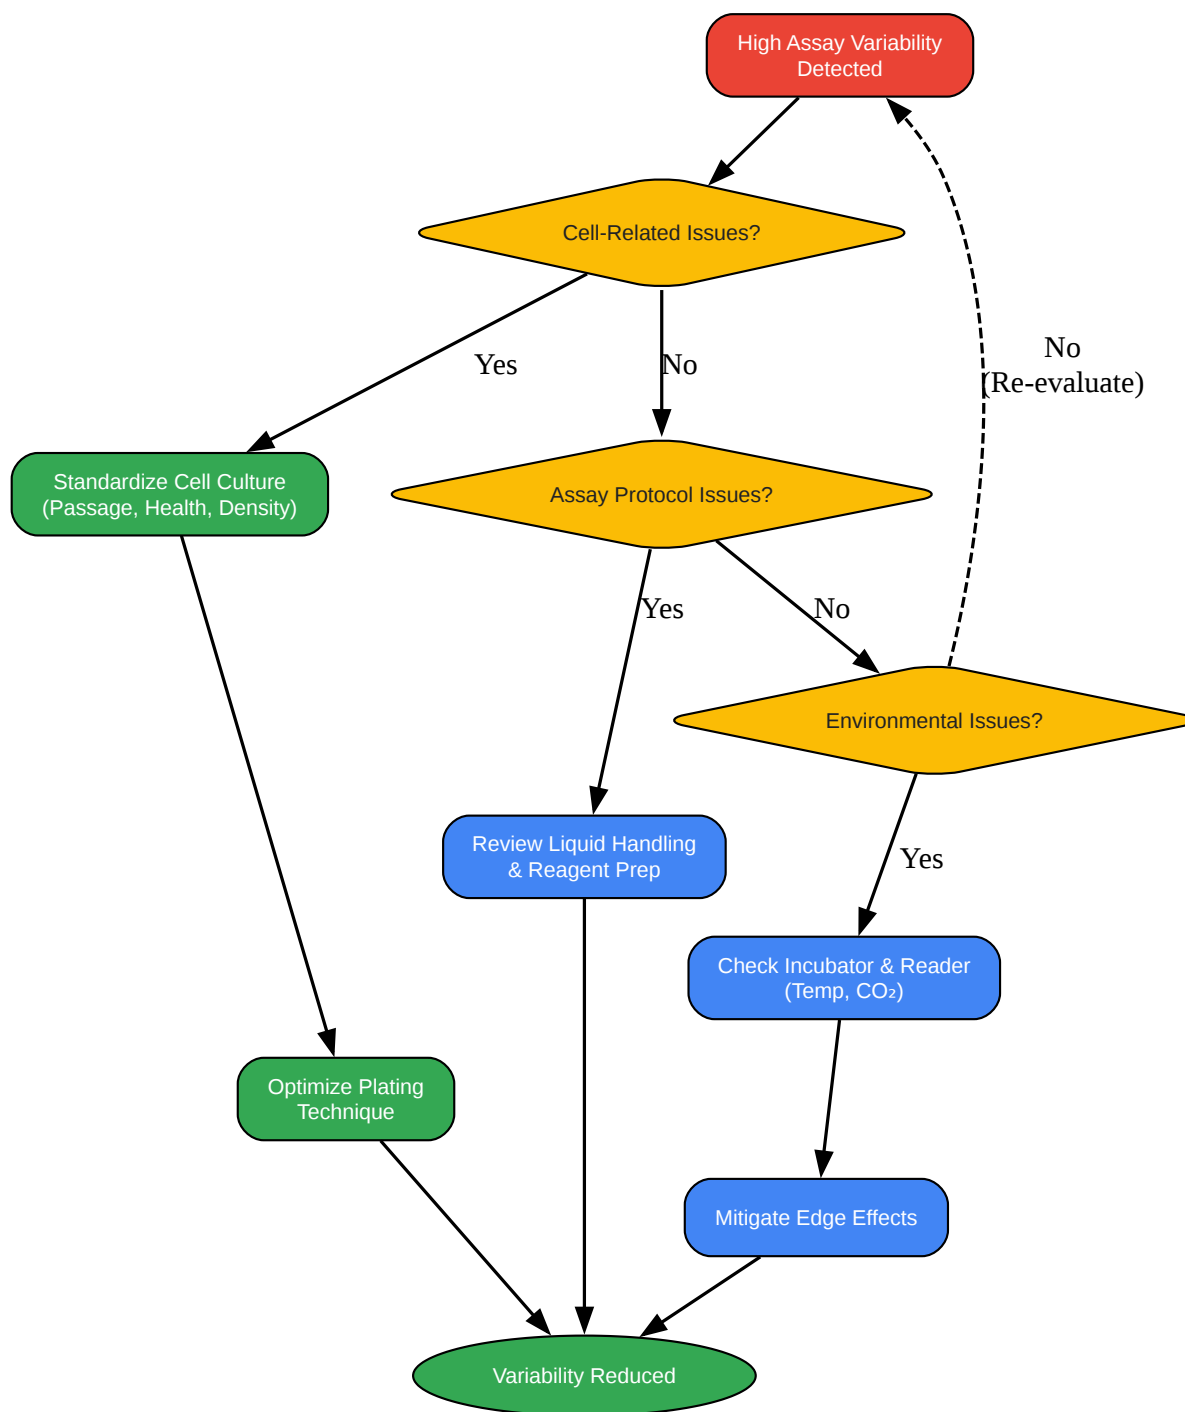 High Assay Variability
Detected
Cell-Related Issues?
Yes
No
No
(Re-evaluate)
Standardize Cell Culture
(Passage, Health, Density)
Assay Protocol Issues?
Yes
No
Environmental Issues?
Review Liquid Handling
& Reagent Prep
Yes
Check Incubator & Reader
(Temp, CO₂)
Optimize Plating
Technique
Mitigate Edge Effects
Variability Reduced